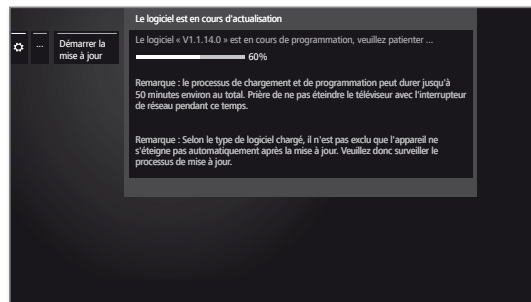 Le logiciel est en cours d'actualisation
...
Démarrer la
mise à jour
Le logiciel « V1.1.14.0 » est en cours de programmation, veuillez patienter ...
60%
Remarque : le processus de chargement et de programmation peut durer jusqu'à
50 minutes environ au total. Prière de ne pas éteindre le téléviseur avec l'interrupteur
de réseau pendant ce temps.
Remarque : Selon le type de logiciel chargé, il n'est pas exclu que l'appareil ne
s'éteigne pas automatiquement après la mise à jour. Veuillez donc surveiller le
processus de mise à jour.